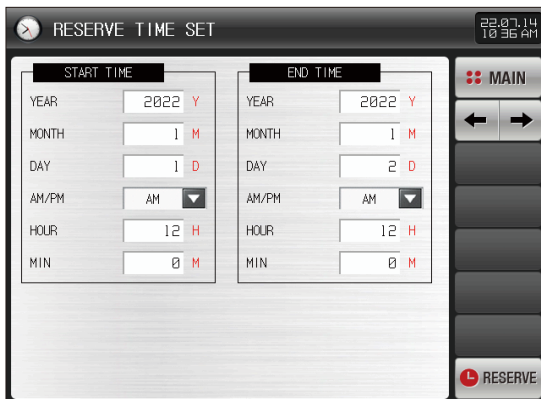 RESERVE TIME SET
22.07.14
10 36 AM
START TIME
YEAR 2022 Y
MONTH 1 M
DAY 1 D
AM/PM AM
HOUR 12 H
MIN 0 M
END TIME
YEAR 2022 Y
MONTH 1 M
DAY 2 D
AM/PM AM
HOUR 12 H
MIN 0 M
MAIN
RESERVE